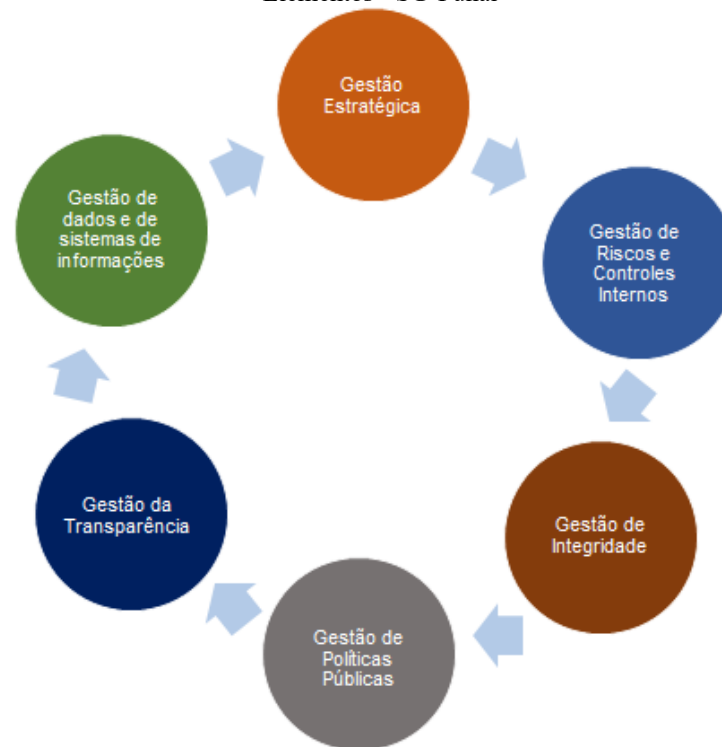 Gestão
Estratégica
Gestão de
Riscos e
Controles
Internos
Gestão de
Integridade
Gestão de
Políticas
Públicas
Gestão da
Transparência
Gestão de
dados e de
sistemas de
informações